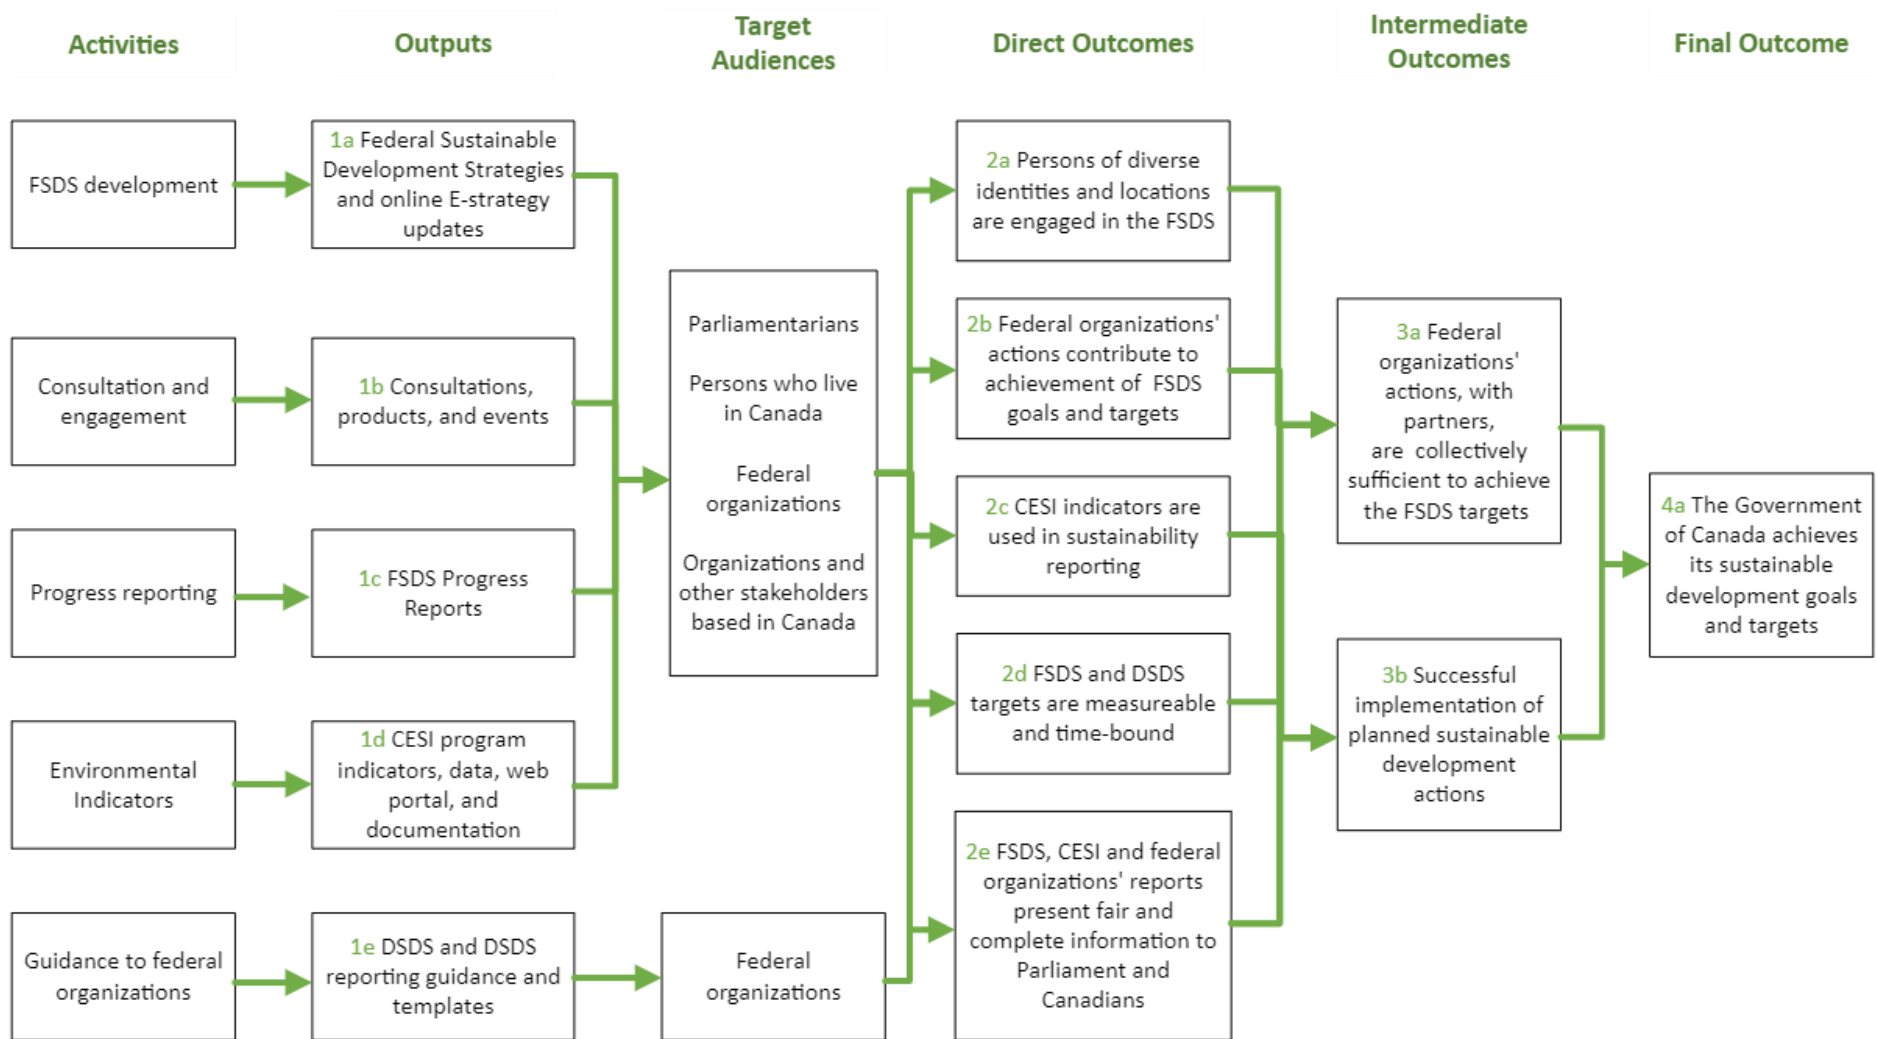 Activities
Outputs
Target
Audiences
Direct Outcomes
Intermediate
Outcomes
Final Outcome
FSDS development
1a Federal Sustainable
Development Strategies
and online E-strategy
updates
Consultation and
engagement
1b Consultations,
products, and events
Progress reporting
1c FSDS Progress
Reports
Environmental
Indicators
1d CESI program
indicators, data, web
portal, and
documentation
Guidance to federal
organizations
1e DSDS and DSDS
reporting guidance and
templates
Parliamentarians
Persons who live
in Canada
Federal
organizations
Organizations and
other stakeholders
based in Canada
Federal
organizations
2a Persons of diverse
identities and locations
are engaged in the FSDS
2b Federal organizations'
actions contribute to
achievement of FSDS
goals and targets
2c CESI indicators are
used in sustainability
reporting
2d FSDS and DSDS
targets are measureable
and time-bound
2e FSDS, CESI and federal
organizations' reports
present fair and
complete information to
Parliament and
Canadians
3a Federal
organizations'
actions, with
partners,
are collectively
sufficient to achieve
the FSDS targets
3b Successful
implementation of
planned sustainable
development
actions
4a The Government
of Canada achieves
its sustainable
development goals
and targets